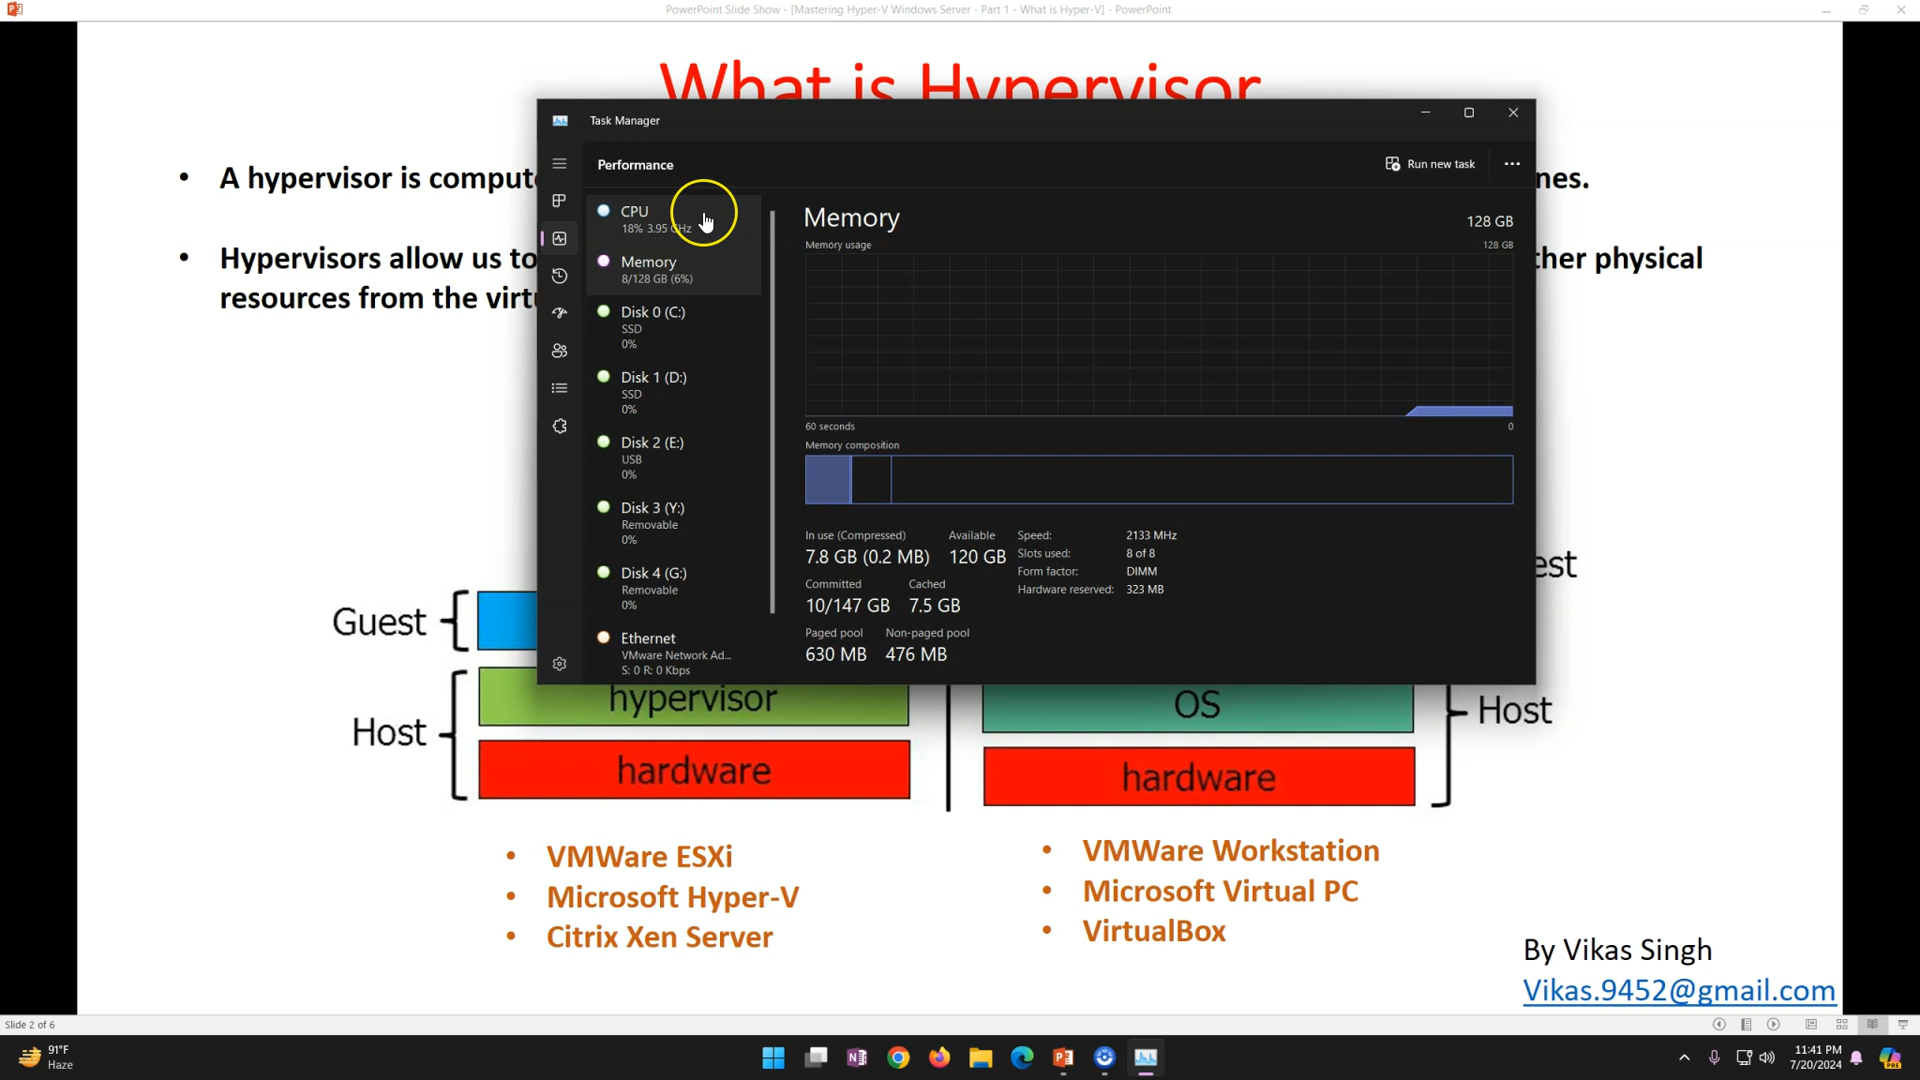 PowerPoint Slide Show - [Mastering Hyper-V Windows Server - Part 1 - What is Hyper-V] - PowerPoint
What is Hypervisor
• A hypervisor is compute
nes.
• Hypervisors allow us to
ther physical
resources from the virtu
Task Manager
Performance
Run new task
CPU
18% 3.95 GHz
Memory
8/128 GB (6%)
Disk 0 (C:)
SSD
0%
Disk 1 (D:)
SSD
0%
Disk 2 (E:)
USB
0%
Disk 3 (Y:)
Removable
0%
Disk 4 (G:)
Removable
0%
Ethernet
VMware Network Ad...
S: 0 R: 0 Kbps
Memory
128 GB
Memory usage
128 GB
60 seconds
0
Memory composition
In use (Compressed)
7.8 GB (0.2 MB)
Available
120 GB
Committed
10/147 GB
Cached
7.5 GB
Paged pool
630 MB
Non-paged pool
476 MB
Speed: 2133 MHz
Slots used: 8 of 8
Form factor: DIMM
Hardware reserved: 323 MB
Guest
est
Host
hypervisor
hardware
OS
hardware
Host
• VMWare ESXi
• Microsoft Hyper-V
• Citrix Xen Server
• VMWare Workstation
• Microsoft Virtual PC
• VirtualBox
By Vikas Singh
Vikas.9452@gmail.com
Slide 2 of 6
91°F
Haze
11:41 PM
7/20/2024